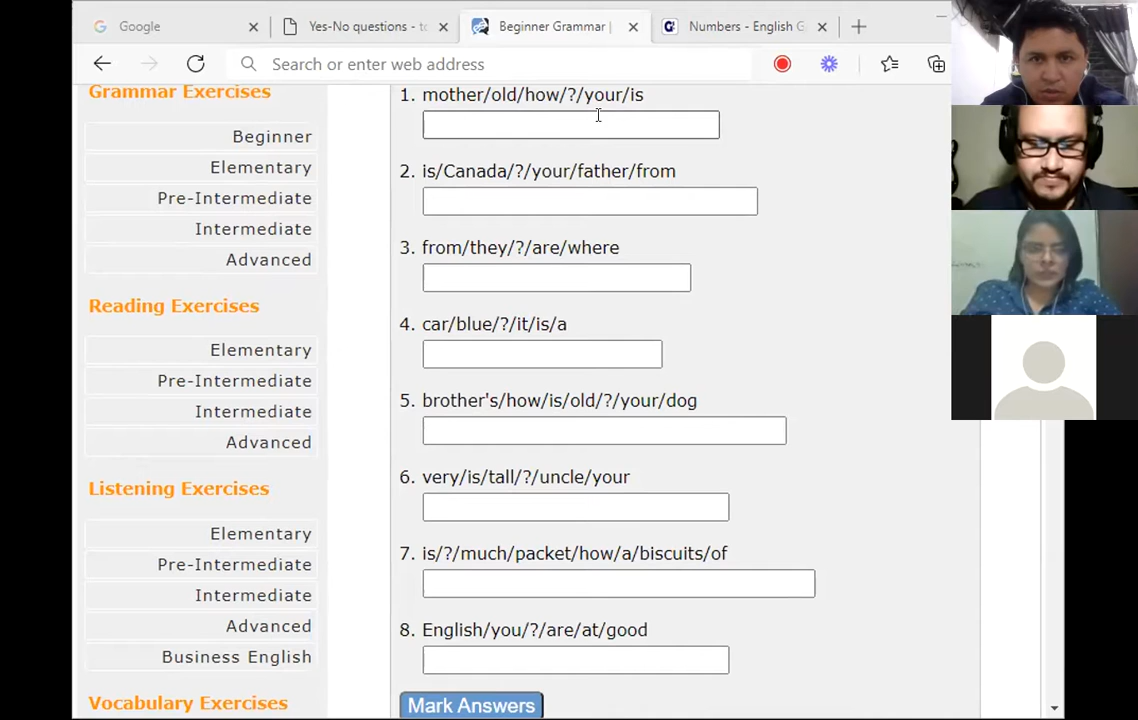 Google
Yes-No questions - to
Beginner Grammar |
Numbers - English G
Search or enter web address
Grammar Exercises
Beginner
Elementary
Pre-Intermediate
Intermediate
Advanced
Reading Exercises
Elementary
Pre-Intermediate
Intermediate
Advanced
Listening Exercises
Elementary
Pre-Intermediate
Intermediate
Advanced
Business English
Vocabulary Exercises
1. mother/old/how/?/your/is
2. is/Canada/?/your/father/from
3. from/they/?/are/where
4. car/blue/?/it/is/a
5. brother's/how/is/old/?/your/dog
6. very/is/tall/?/uncle/your
7. is/?/much/packet/how/a/biscuits/of
8. English/you/?/are/at/good
Mark Answers